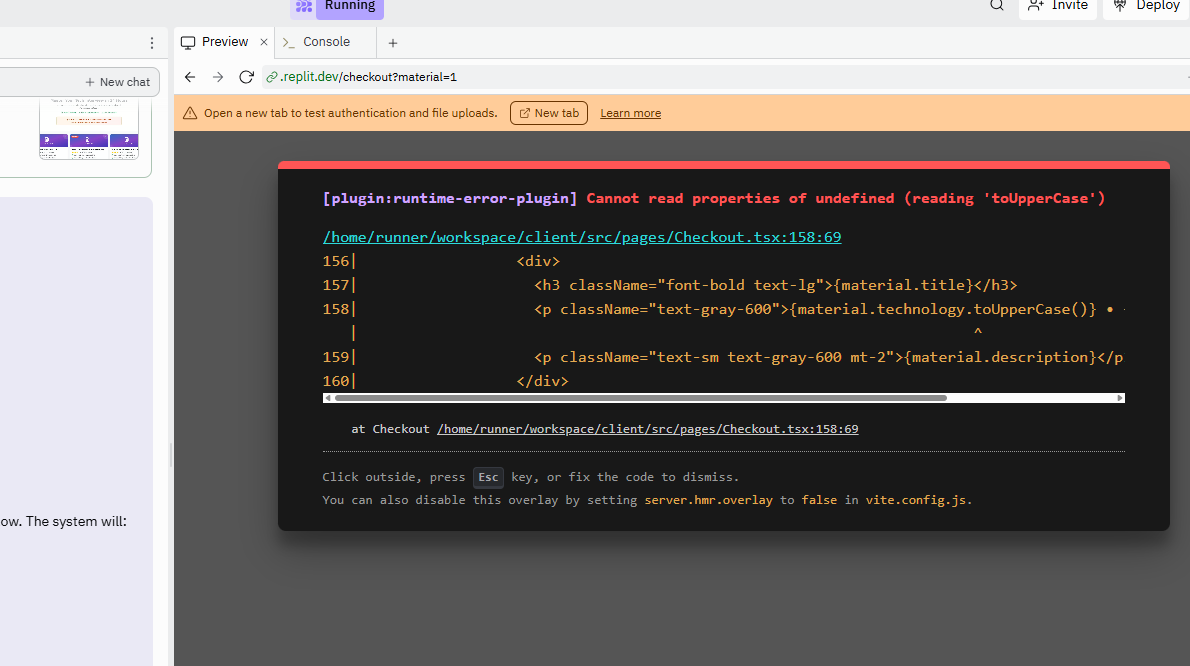 Running
Invite
Deploy
Preview
Console
New chat
.replit.dev/checkout?material=1
Open a new tab to test authentication and file uploads.
New tab
Learn more
[plugin:runtime-error-plugin] Cannot read properties of undefined (reading 'toUpperCase')
/home/runner/workspace/client/src/pages/Checkout.tsx:158:69
156| <div>
157| <h3 className="font-bold text-lg">{material.title}</h3>
158| <p className="text-gray-600">{material.technology.toUpperCase()} •
| ^
159| <p className="text-sm text-gray-600 mt-2">{material.description}</p
160| </div>
at Checkout /home/runner/workspace/client/src/pages/Checkout.tsx:158:69
Click outside, press Esc key, or fix the code to dismiss.
You can also disable this overlay by setting server.hmr.overlay to false in vite.config.js.
ow. The system will: